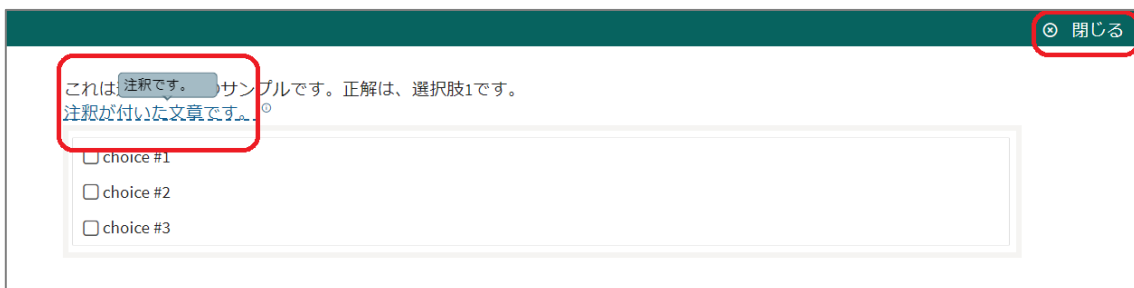 閉じる
注釈です。
これは サンプルです。正解は、選択肢1です。
注釈が付いた文章です。
choice #1
choice #2
choice #3